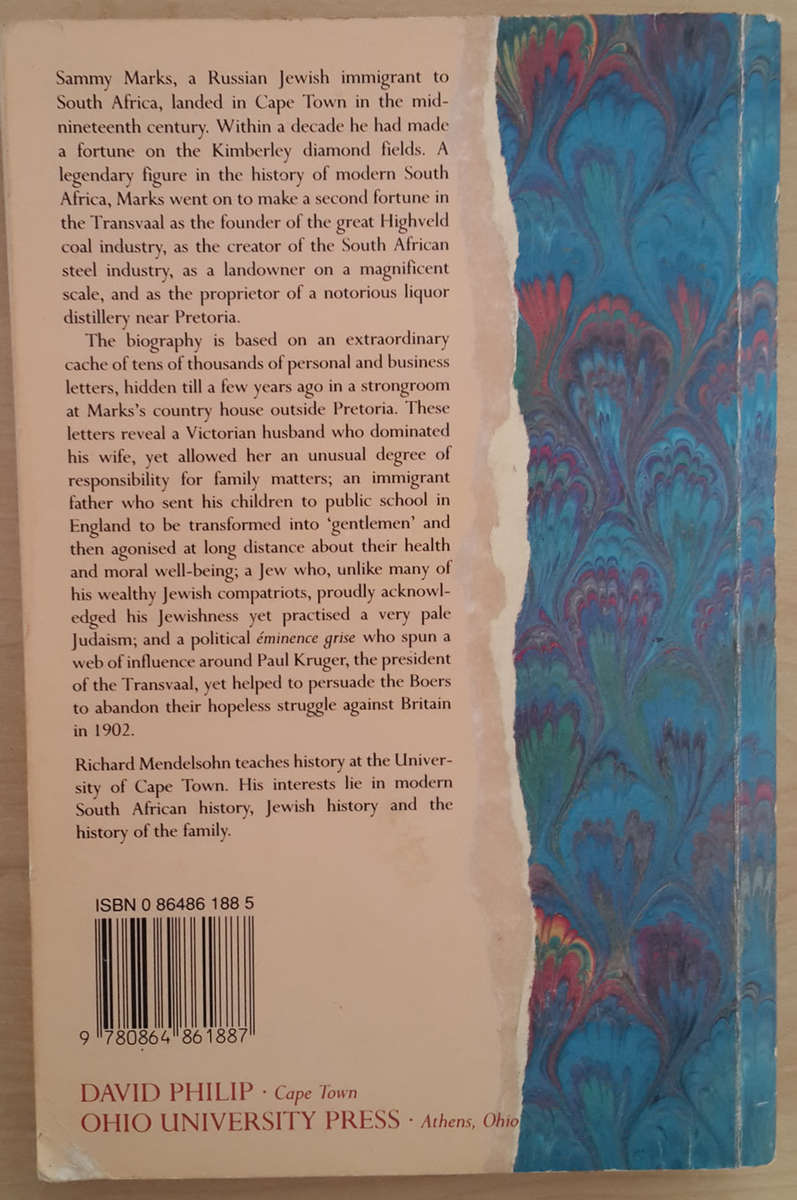 Sammy Marks, a Russian Jewish immigrant to
South Africa, landed in Cape Town in the mid-
nineteenth century. Within a decade he had made
a fortune on the Kimberley diamond fields. A
legendary figure in the history of modern South
Africa, Marks went on to make a second fortune in
the Transvaal as the founder of the great Highveld
coal industry, as the creator of the South African
steel industry, as a landowner on a magnificent
scale, and as the proprietor of a notorious liquor
distillery near Pretoria.
The biography is based on an extraordinary
cache of tens of thousands of personal and business
letters, hidden till a few years ago in a strongroom
at Marks's country house outside Pretoria. These
letters reveal a Victorian husband who dominated
his wife, yet allowed her an unusual degree of
responsibility for family matters; an immigrant
father who sent his children to public school in
England to be transformed into ‘gentlemen’ and
then agonised at long distance about their health
and moral well-being; a Jew who, unlike many of
his wealthy Jewish compatriots, proudly acknowl-
edged his Jewishness yet practised a very pale
Judaism; and a political éminence grise who spun a
web of influence around Paul Kruger, the president
of the Transvaal, yet helped to persuade the Boers
to abandon their hopeless struggle against Britain
in 1902.
Richard Mendelsohn teaches history at the Univer-
sity of Cape Town. His interests lie in modern
South African history, Jewish history and the
history of the family.
ISBN 0 86486 188 5
9 780864 861887
DAVID PHILIP · Cape Town
OHIO UNIVERSITY PRESS · Athens, Ohio